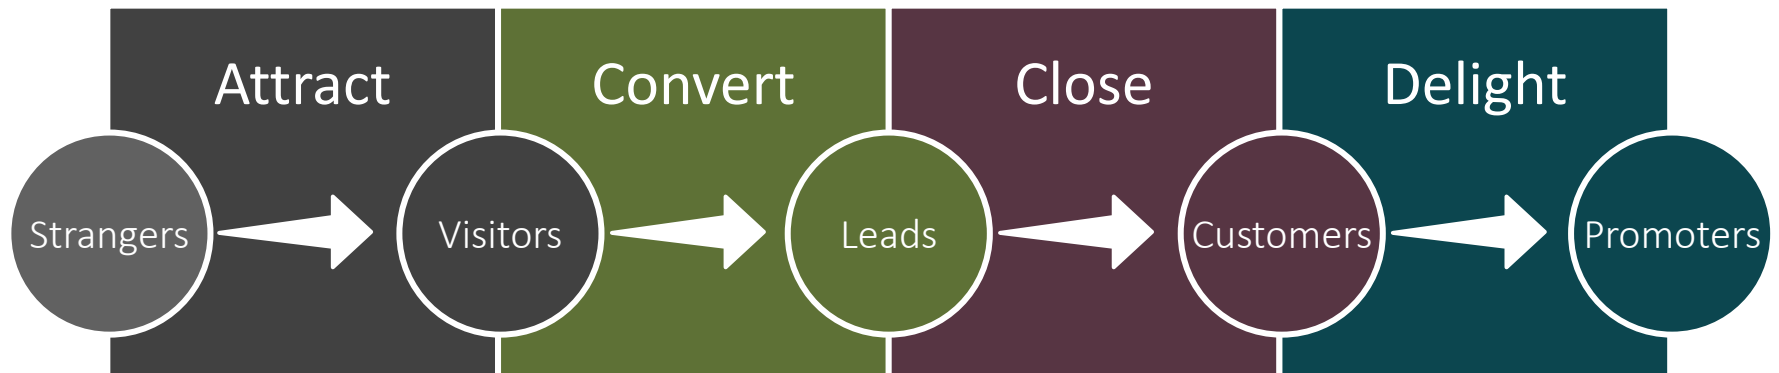 Attract
Convert
Close
Delight
Strangers
Visitors
Leads
Customers
Promoters